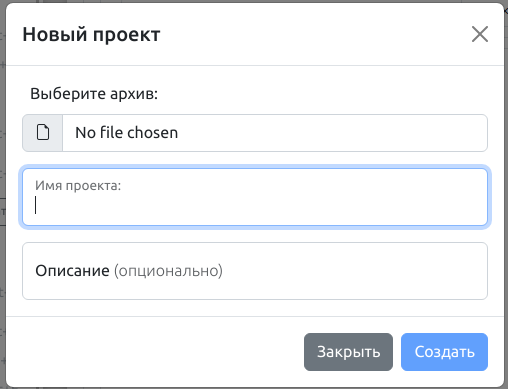 Новый проект
Выберите архив:
No file chosen
Имя проекта:
Описание (опционально)
Закрыть Создать